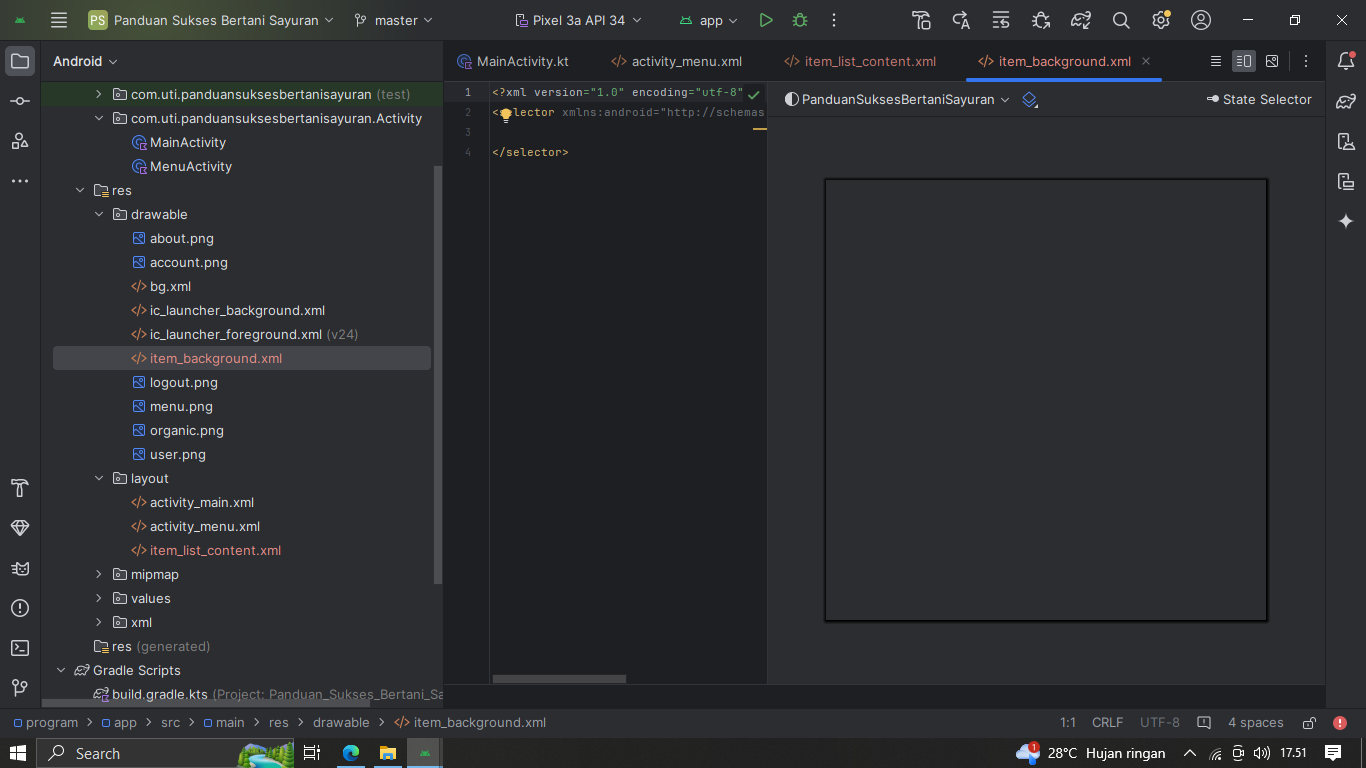 PS Panduan Sukses Bertani Sayuran master Pixel 3a API 34 app
Android
com.uti.panduansuksesbertanisayuran (test)
com.uti.panduansuksesbertanisayuran.Activity
MainActivity
MenuActivity
res
drawable
about.png
account.png
bg.xml
ic_launcher_background.xml
ic_launcher_foreground.xml (v24)
item_background.xml
logout.png
menu.png
organic.png
user.png
layout
activity_main.xml
activity_menu.xml
item_list_content.xml
mipmap
values
xml
res (generated)
Gradle Scripts
build.gradle.kts (Project: Panduan_Sukses_Bertani_Sa
MainActivity.kt activity_menu.xml item_list_content.xml item_background.xml
1 <?xml version="1.0" encoding="utf-8"
2 <selector xmlns:android="http://schemas
3
4 </selector>
PanduanSuksesBertaniSayuran State Selector
program app src main res drawable item_background.xml 1:1 CRLF UTF-8 4 spaces
Search 1 28°C Hujan ringan 17.51